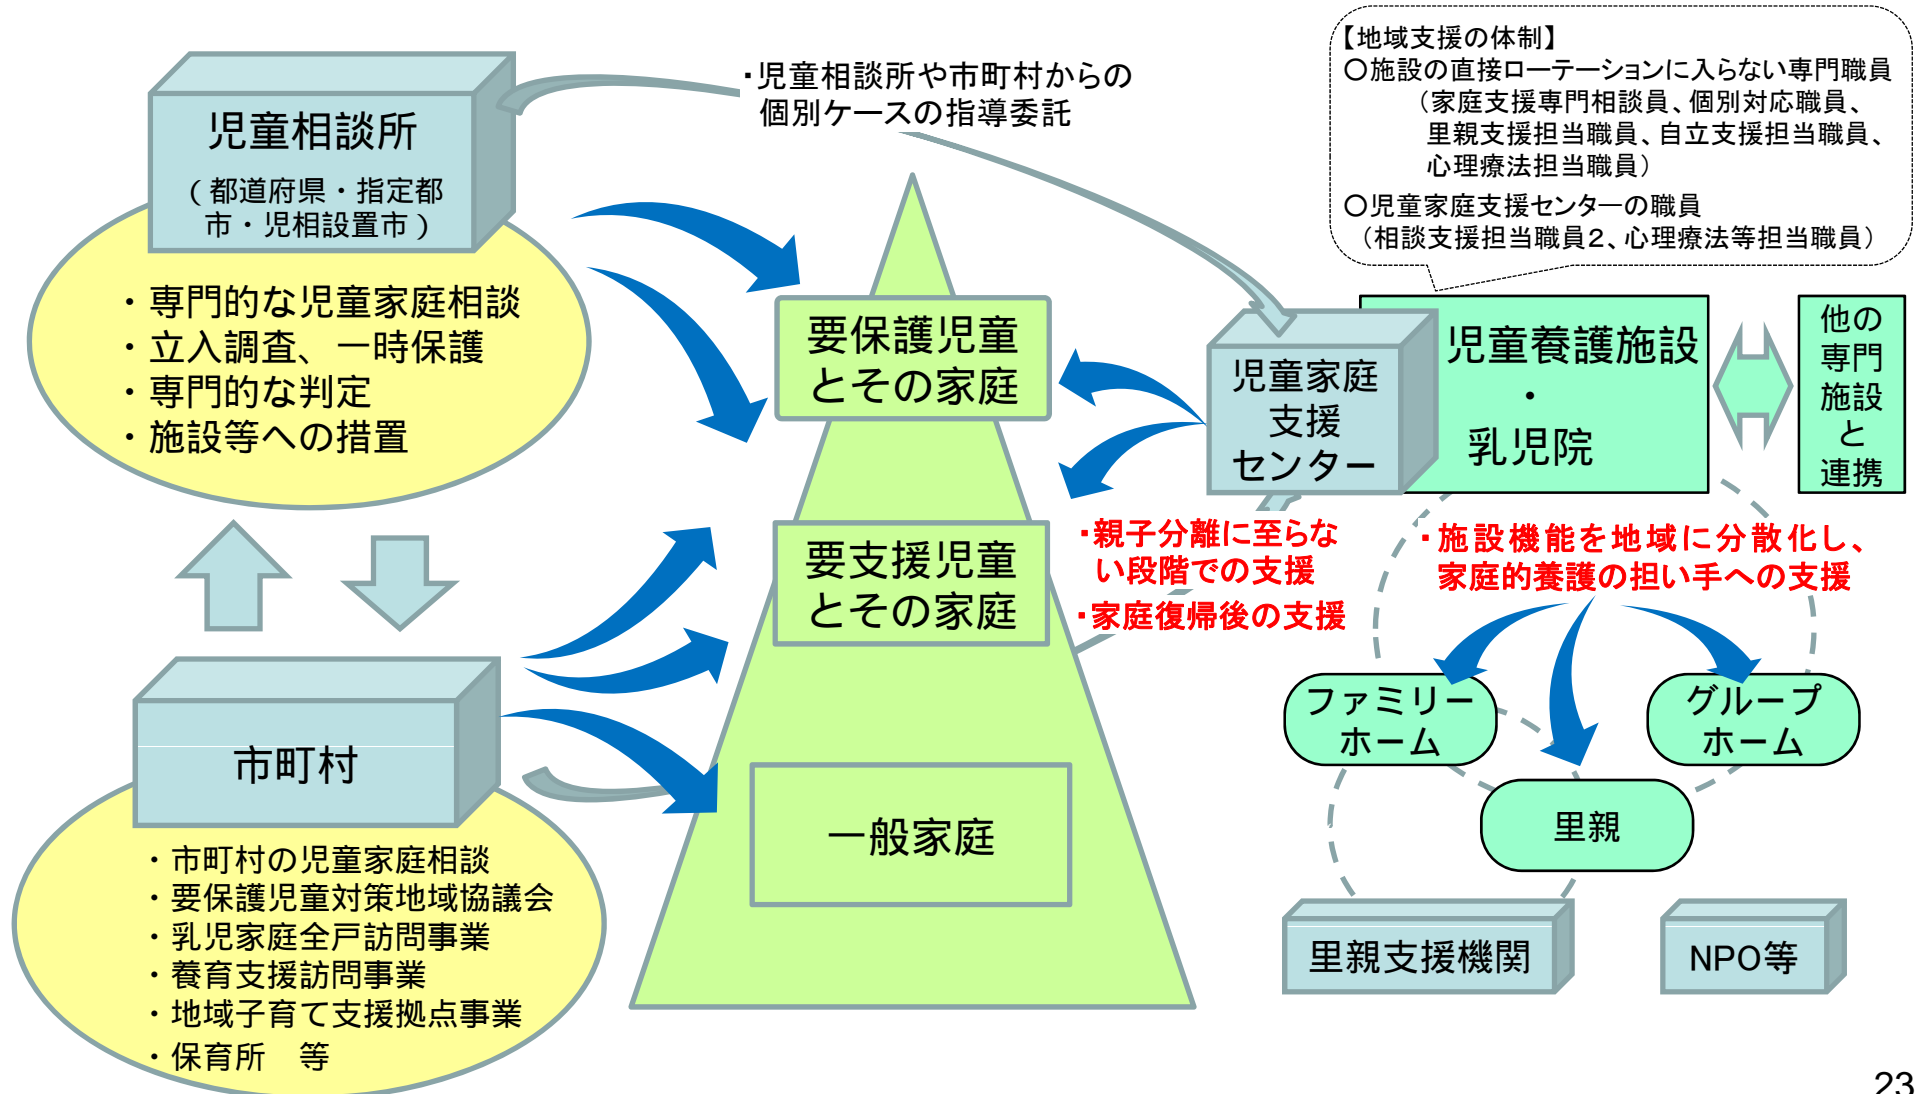 児童相談所
(都道府県・指定都
市・児相設置市)
・専門的な児童家庭相談
・立入調査、一時保護
・専門的な判定
・施設等への措置
市町村
・市町村の児童家庭相談
・要保護児童対策地域協議会
・乳児家庭全戸訪問事業
・養育支援訪問事業
・地域子育て支援拠点事業
・保育所　等
・児童相談所や市町村からの
個別ケースの指導委託
要保護児童
とその家庭
要支援児童
とその家庭
一般家庭
【地域支援の体制】
○施設の直接ローテーションに入らない専門職員
（家庭支援専門相談員、個別対応職員、
里親支援担当職員、自立支援担当職員、
心理療法担当職員）
○児童家庭支援センターの職員
（相談支援担当職員２、心理療法等担当職員）
児童家庭
支援
センター
児童養護施設
・
乳児院
他の
専門
施設
と
連携
・親子分離に至らな
い段階での支援
・家庭復帰後の支援
・施設機能を地域に分散化し、
家庭的養護の担い手への支援
ファミリー
ホーム
グループ
ホーム
里親
里親支援機関
NPO等
23